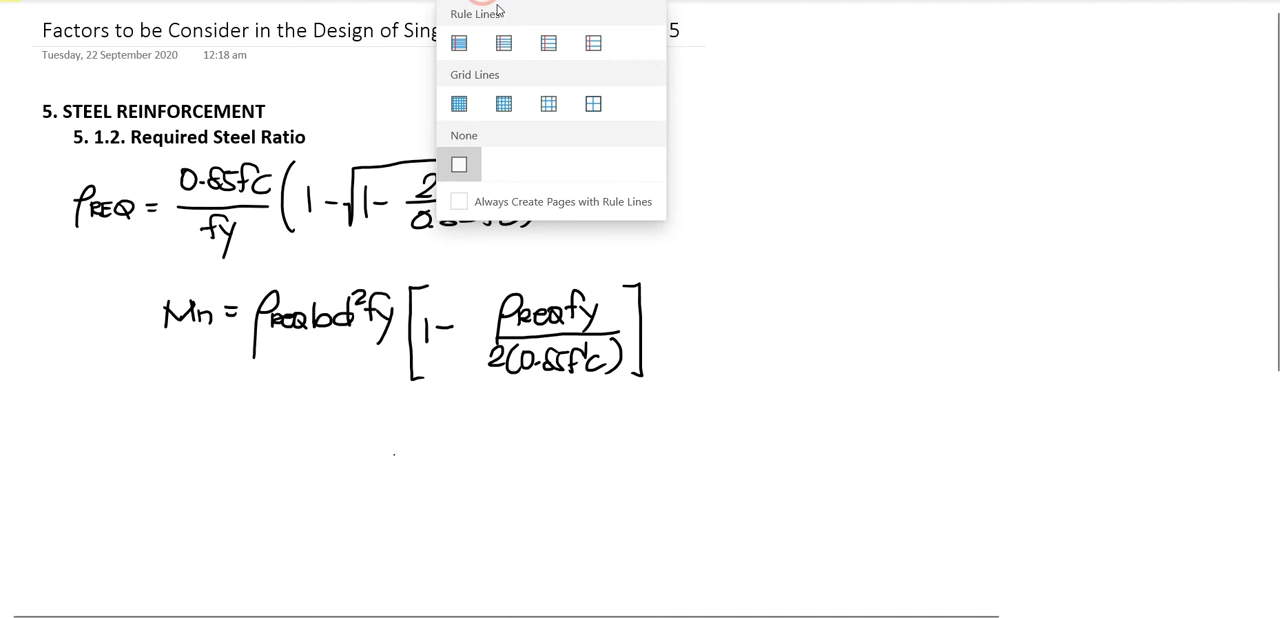 Rule Lines
Factors to be Consider in the Design of Sing 5
Tuesday, 22 September 2020 12:18 am
Grid Lines
5. STEEL REINFORCEMENT
5. 1.2. Required Steel Ratio
None
Always Create Pages with Rule Lines
ρREQ = 0.85f'c / fy ( 1 - √1 - 2
Mn = ρREQ bd²fy [ 1 - ρREQ fy / 2(0.85f'c) ]